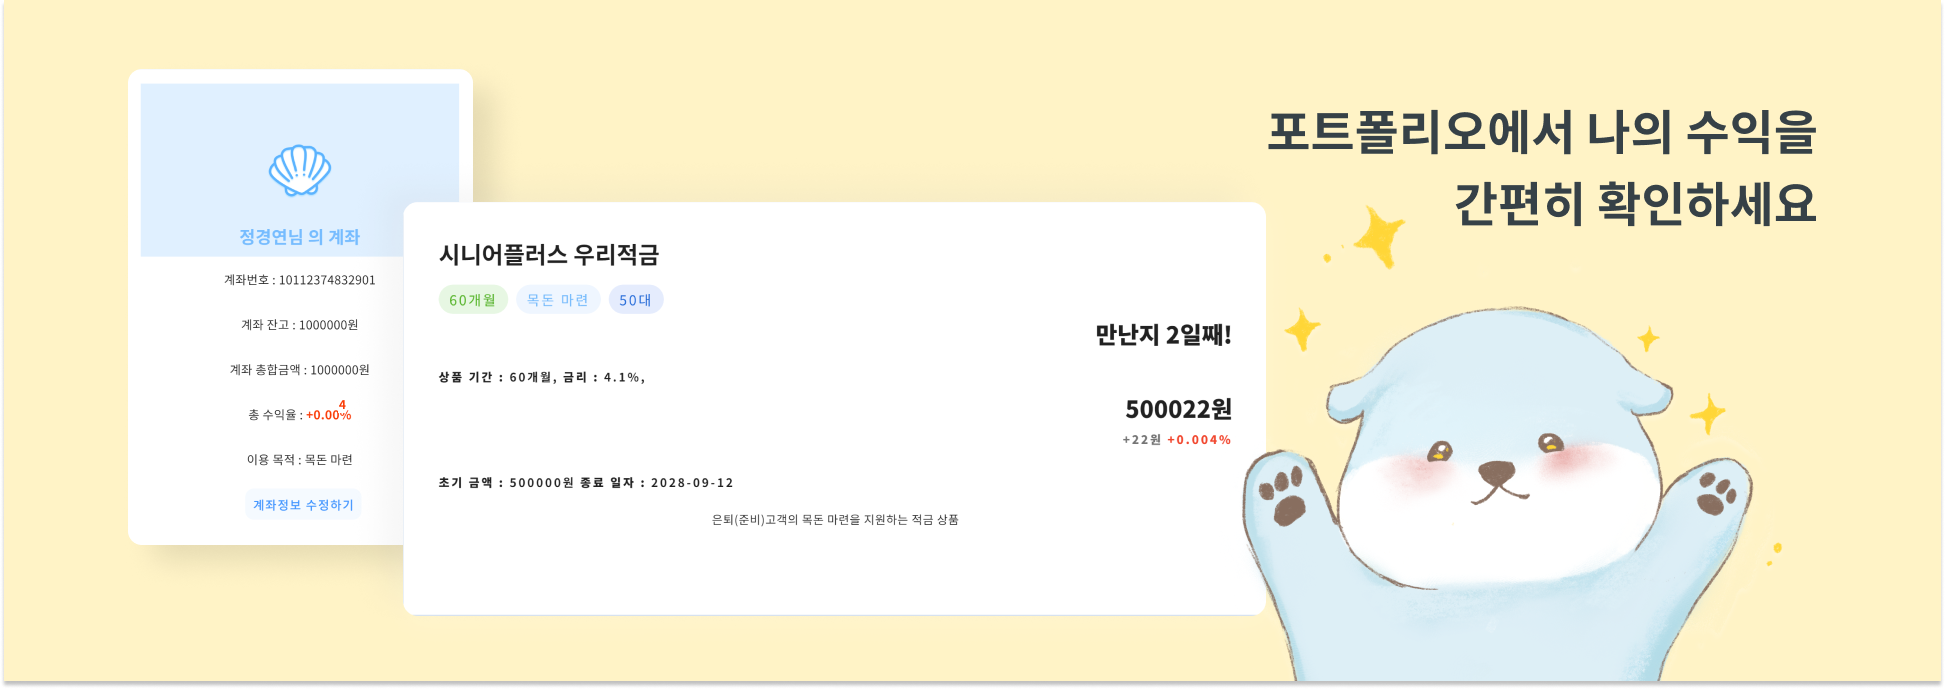 포트폴리오에서 나의 수익을
간편히 확인하세요
정경연님 의 계좌
계좌번호 : 10112374832901
계좌 잔고 : 1000000원
계좌 총합금액 : 1000000원
총 수익율 : +0.004%
이용 목적 : 목돈 마련
계좌정보 수정하기
시니어플러스 우리적금
60개월 목돈 마련 50대
만난지 2일째!
상품 기간 : 60개월, 금리 : 4.1%,
500022원
+22원 +0.004%
초기 금액 : 500000원 종료 일자 : 2028-09-12
은퇴(준비)고객의 목돈 마련을 지원하는 적금 상품